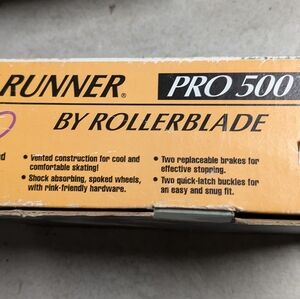 RUNNER® PRO 500
BY ROLLERBLADE
• Vented construction for cool and
comfortable skating!
• Shock absorbing, spoked wheels,
with rink-friendly hardware.
• Two replaceable brakes for
effective stopping.
• Two quick-latch buckles for
an easy and snug fit.